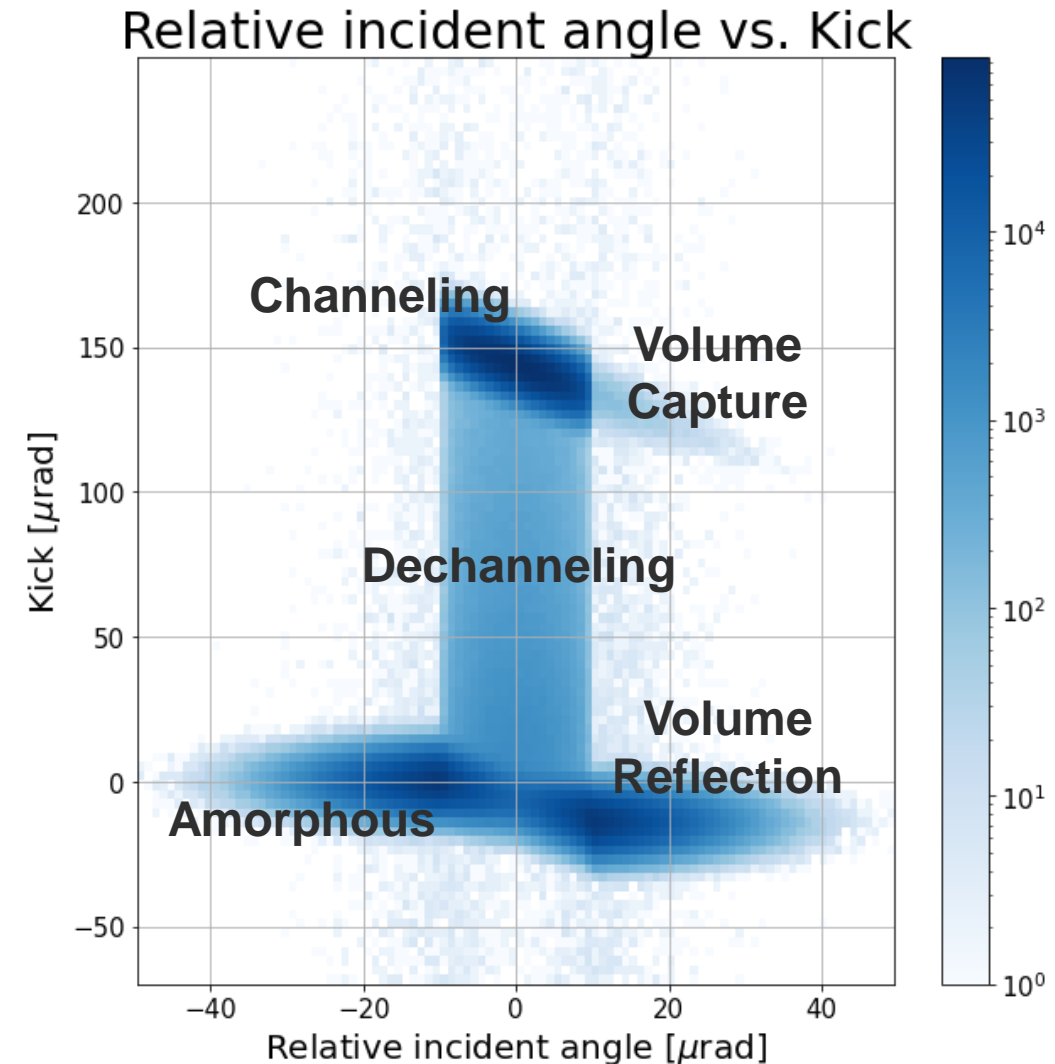 Relative incident angle vs. Kick
200
150
100
50
0
−50
Kick [μrad]
Channeling
Volume
Capture
Dechanneling
Volume
Reflection
Amorphous
−40
−20
0
20
40
Relative incident angle [μrad]
10⁴
10³
10²
10¹
10⁰